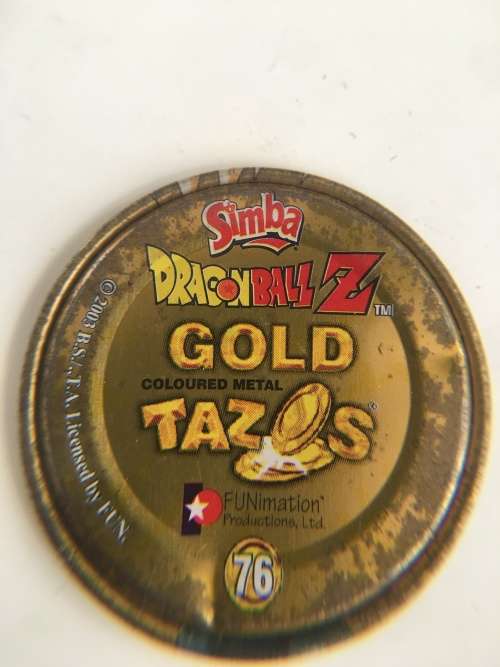 Simba
DRAGONBALL Z TM
GOLD
COLOURED METAL
TAZOS
FUNimation
Productions, Ltd.
76
© 2003 B.S., T.A. Licensed by FUN.